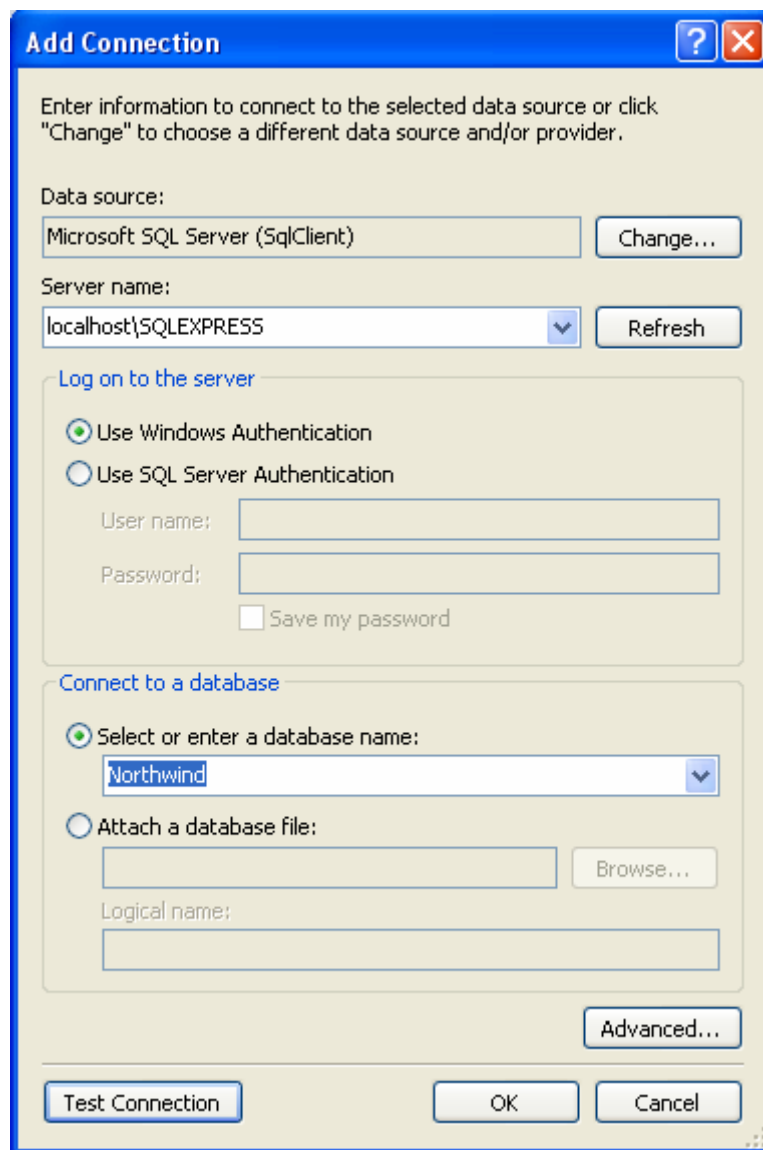 Add Connection
Enter information to connect to the selected data source or click
"Change" to choose a different data source and/or provider.
Data source:
Microsoft SQL Server (SqlClient)
Change...
Server name:
localhost\SQLEXPRESS
Refresh
Log on to the server
Use Windows Authentication
Use SQL Server Authentication
User name:
Password:
Save my password
Connect to a database
Select or enter a database name:
Northwind
Attach a database file:
Browse...
Logical name:
Advanced...
Test Connection
OK
Cancel